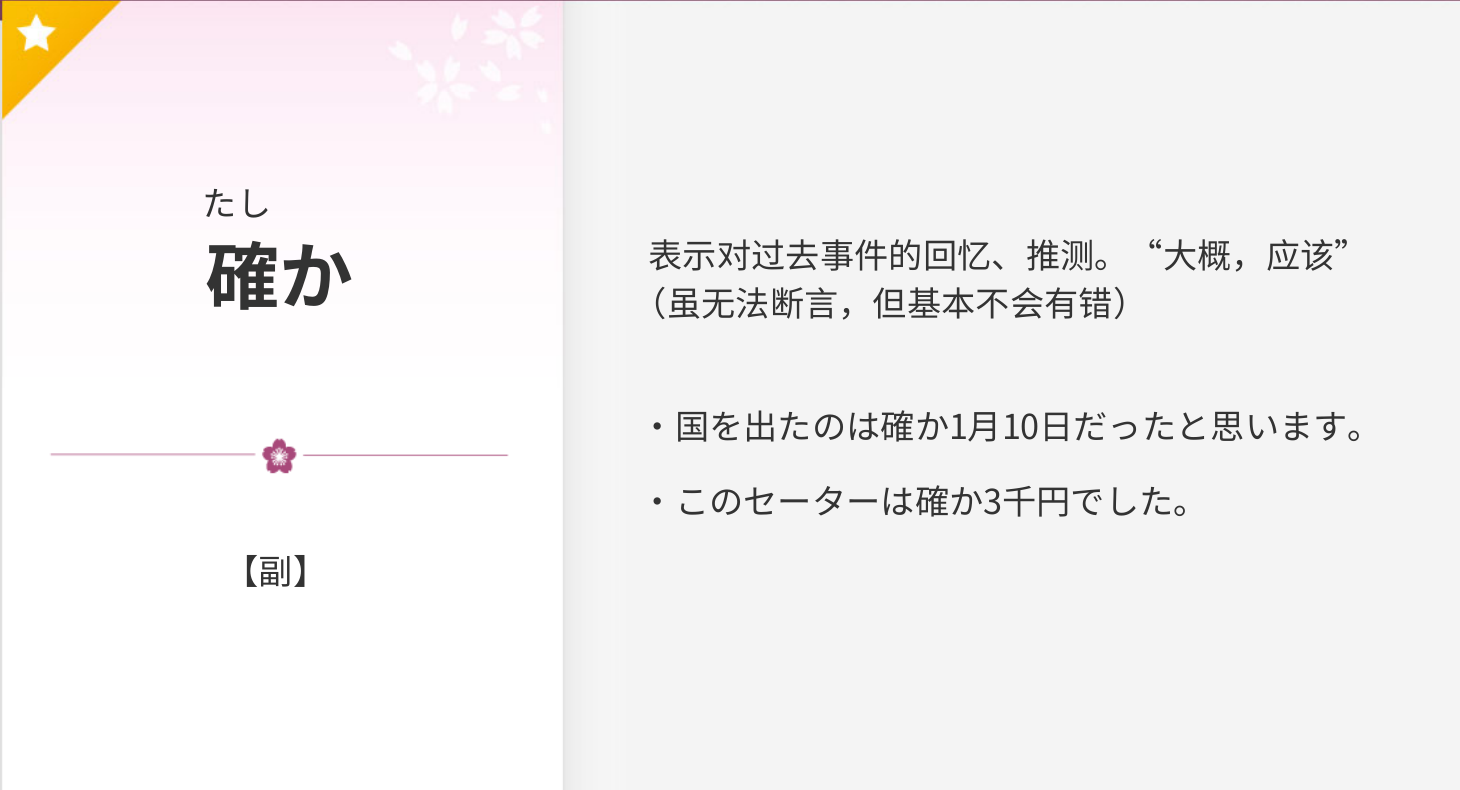 たし
確か
【副】
表示对过去事件的回忆、推测。“大概，应该”
（虽无法断言，但基本不会有错）
・国を出たのは確か1月10日だったと思います。
・このセーターは確か3千円でした。